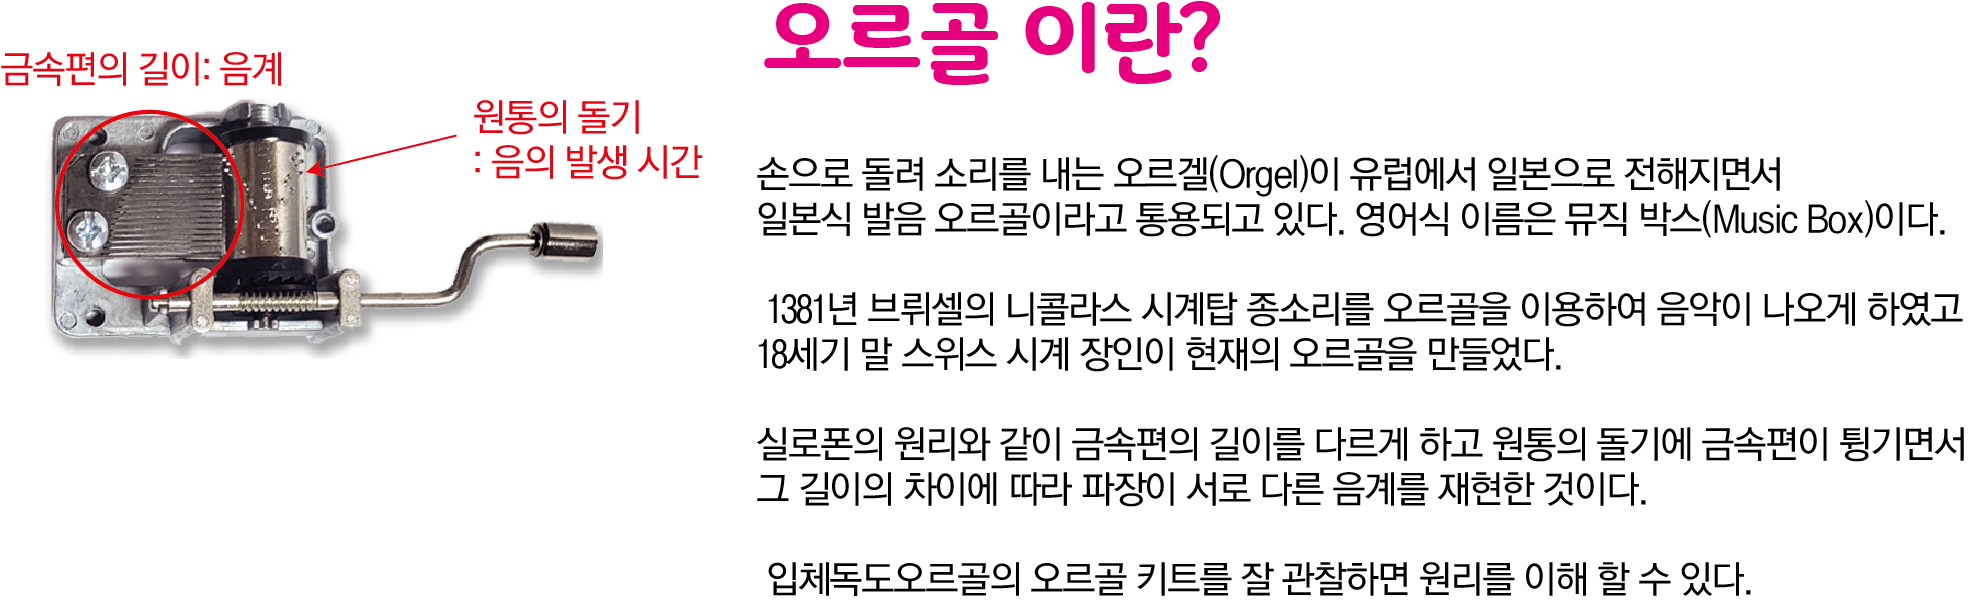 오르골 이란?
금속편의 길이: 음계
원통의 돌기
: 음의 발생 시간
손으로 돌려 소리를 내는 오르겔(Orgel)이 유럽에서 일본으로 전해지면서
일본식 발음 오르골이라고 통용되고 있다. 영어식 이름은 뮤직 박스(Music Box)이다.
1381년 브뤼셀의 니콜라스 시계탑 종소리를 오르골을 이용하여 음악이 나오게 하였고
18세기 말 스위스 시계 장인이 현재의 오르골을 만들었다.
실로폰의 원리와 같이 금속편의 길이를 다르게 하고 원통의 돌기에 금속편이 튕기면서
그 길이의 차이에 따라 파장이 서로 다른 음계를 재현한 것이다.
입체독도오르골의 오르골 키트를 잘 관찰하면 원리를 이해 할 수 있다.